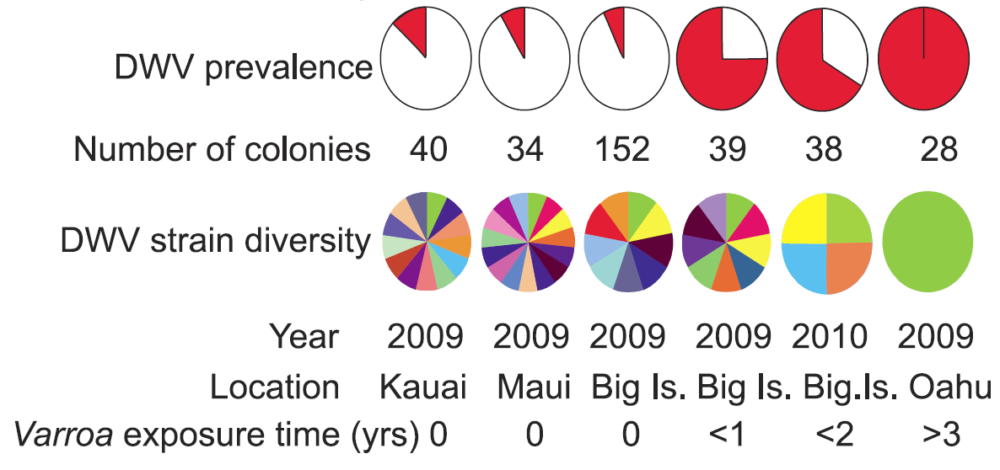 DWV prevalence
Number of colonies 40 34 152 39 38 28
DWV strain diversity
Year 2009 2009 2009 2009 2010 2009
Location Kauai Maui Big Is. Big Is. Big.Is. Oahu
Varroa exposure time (yrs) 0 0 0 <1 <2 >3